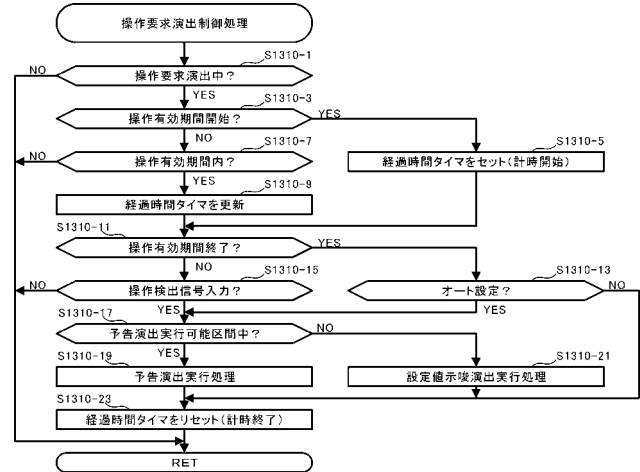 操作要求演出制御処理
S1310-1
NO
操作要求演出中？
YES
S1310-3
操作有効期間開始？
YES
NO
S1310-7
S1310-5
NO
操作有効期間内？
経過時間タイマをセット(計時開始)
YES
S1310-9
経過時間タイマを更新
S1310-11
操作有効期間終了？
YES
NO
S1310-15
S1310-13
NO
操作検出信号入力？
オート設定？
NO
YES
YES
S1310-17
予告演出実行可能区間中？
NO
YES
S1310-19
S1310-21
予告演出実行処理
設定値示唆演出実行処理
S1310-23
経過時間タイマをリセット(計時終了)
RET